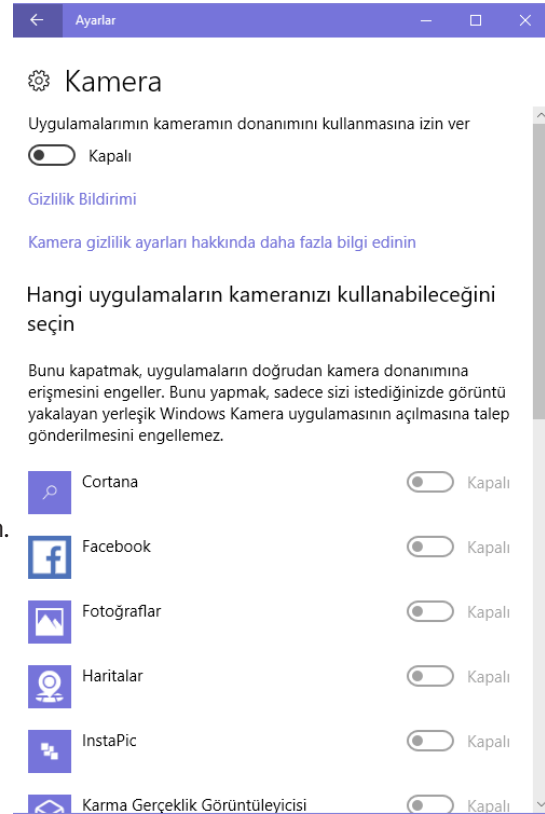 Ayarlar
Kamera
Uygulamalarımın kameramın donanımını kullanmasına izin ver
Kapalı
Gizlilik Bildirimi
Kamera gizlilik ayarları hakkında daha fazla bilgi edinin
Hangi uygulamaların kameranızı kullanabileceğini
seçin
Bunu kapatmak, uygulamaların doğrudan kamera donanımına
erişmesini engeller. Bunu yapmak, sadece sizi istediğinizde görüntü
yakalayan yerleşik Windows Kamera uygulamasının açılmasına talep
gönderilmesini engellemez.
Cortana Kapalı
Facebook Kapalı
Fotoğraflar Kapalı
Haritalar Kapalı
InstaPic Kapalı
Karma Gerçeklik Görüntüleyicisi Kapalı